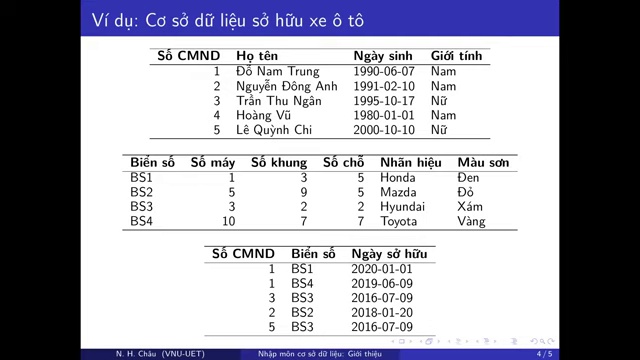 Ví dụ: Cơ sở dữ liệu sở hữu xe ô tô
Số CMND Họ tên Ngày sinh Giới tính
1 Đỗ Nam Trung 1990-06-07 Nam
2 Nguyễn Đông Anh 1991-02-10 Nam
3 Trần Thu Ngân 1995-10-17 Nữ
4 Hoàng Vũ 1980-01-01 Nam
5 Lê Quỳnh Chi 2000-10-10 Nữ
Biển số Số máy Số khung Số chỗ Nhãn hiệu Màu sơn
BS1 1 3 5 Honda Đen
BS2 5 9 5 Mazda Đỏ
BS3 3 2 2 Hyundai Xám
BS4 10 7 7 Toyota Vàng
Số CMND Biển số Ngày sở hữu
1 BS1 2020-01-01
1 BS4 2019-06-09
3 BS3 2016-07-09
2 BS2 2018-01-20
5 BS3 2016-07-09
N. H. Châu (VNU-UET) Nhập môn cơ sở dữ liệu: Giới thiệu 4 / 5